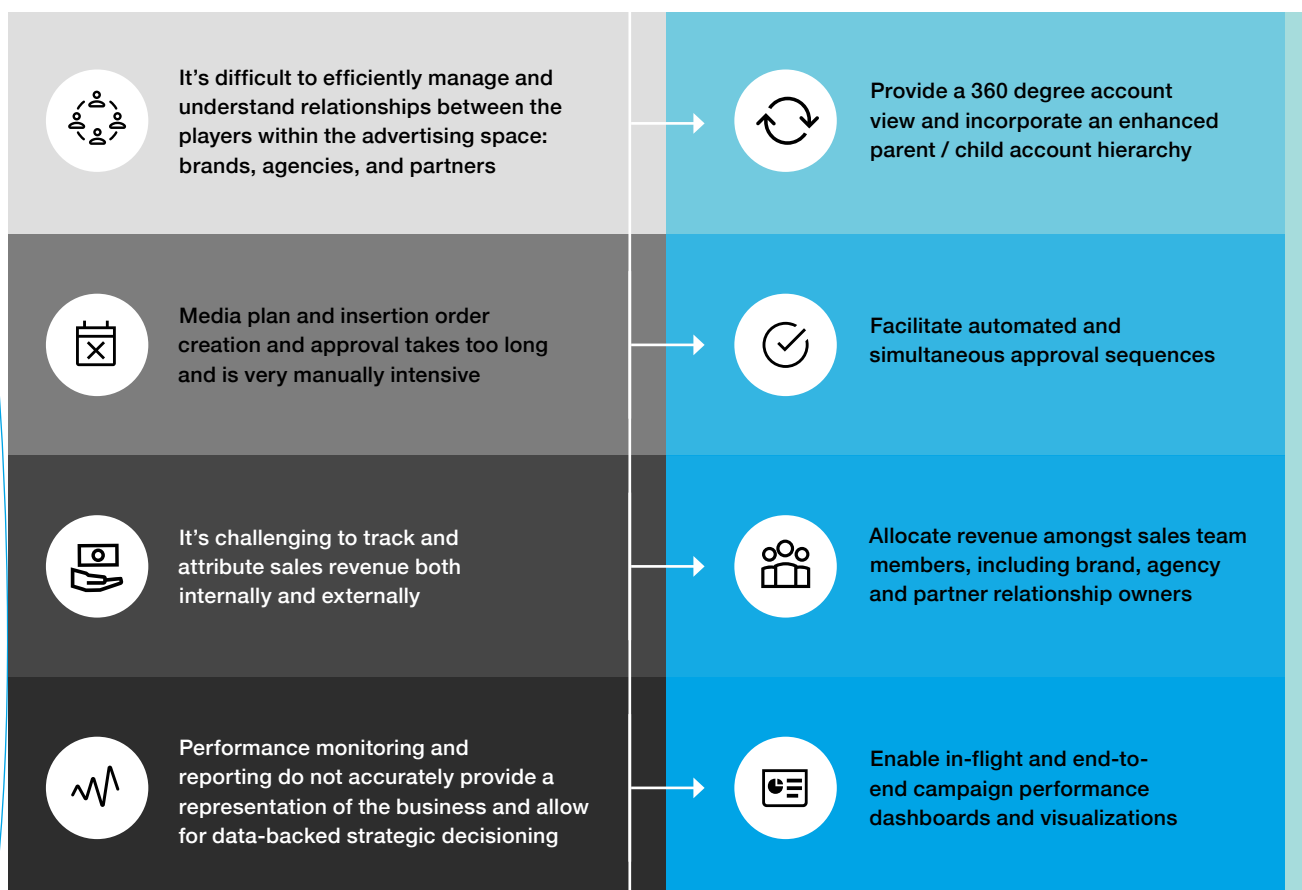 It’s difficult to efficiently manage and
understand relationships between the
players within the advertising space:
brands, agencies, and partners
Provide a 360 degree account
view and incorporate an enhanced
parent / child account hierarchy
Media plan and insertion order
creation and approval takes too long
and is very manually intensive
Facilitate automated and
simultaneous approval sequences
It’s challenging to track and
attribute sales revenue both
internally and externally
Allocate revenue amongst sales team
members, including brand, agency
and partner relationship owners
Performance monitoring and
reporting do not accurately provide a
representation of the business and allow
for data-backed strategic decisioning
Enable in-flight and end-to-
end campaign performance
dashboards and visualizations